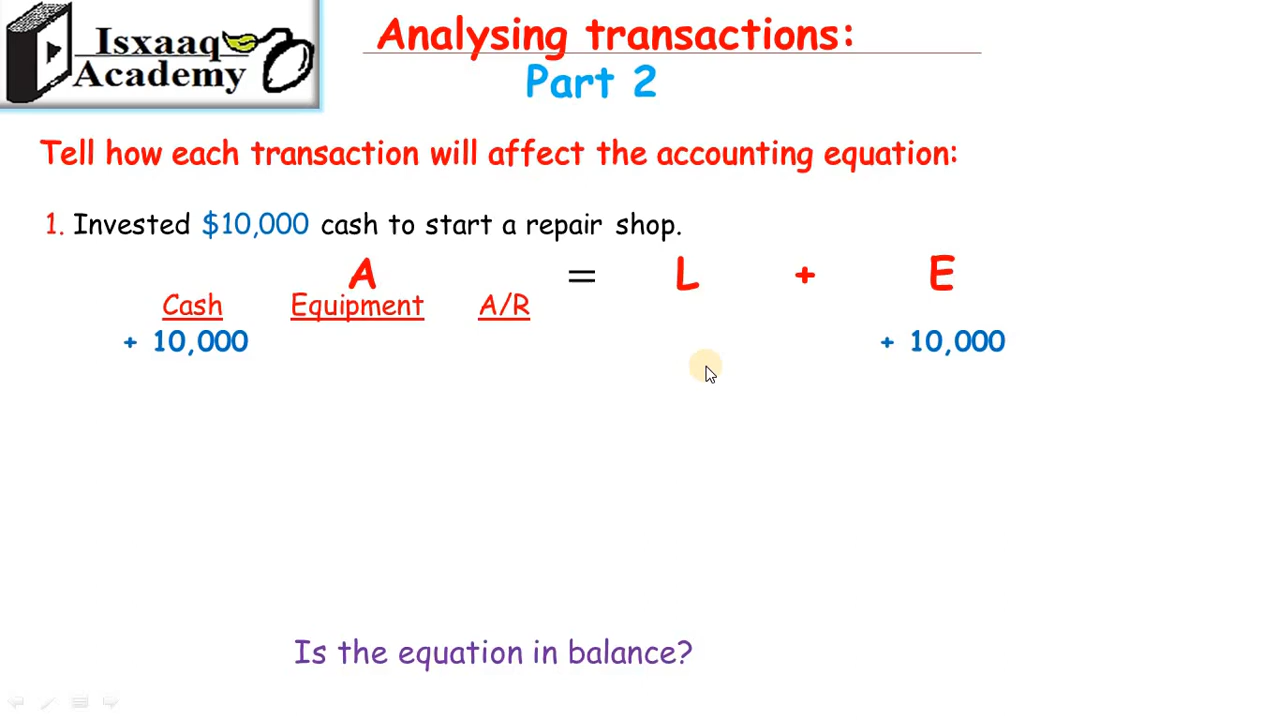 Isxaaq
Academy
Analysing transactions:
Part 2
Tell how each transaction will affect the accounting equation:
1. Invested $10,000 cash to start a repair shop.
A = L + E
Cash Equipment A/R
+ 10,000 + 10,000
Is the equation in balance?